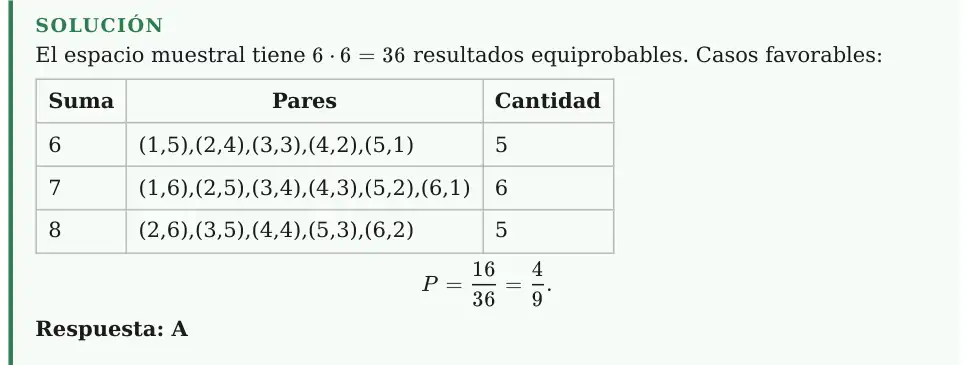 SOLUCIÓN
El espacio muestral tiene 6 · 6 = 36 resultados equiprobables. Casos favorables:
Suma Pares Cantidad
6 (1,5),(2,4),(3,3),(4,2),(5,1) 5
7 (1,6),(2,5),(3,4),(4,3),(5,2),(6,1) 6
8 (2,6),(3,5),(4,4),(5,3),(6,2) 5
P = 16/36 = 4/9.
Respuesta: A